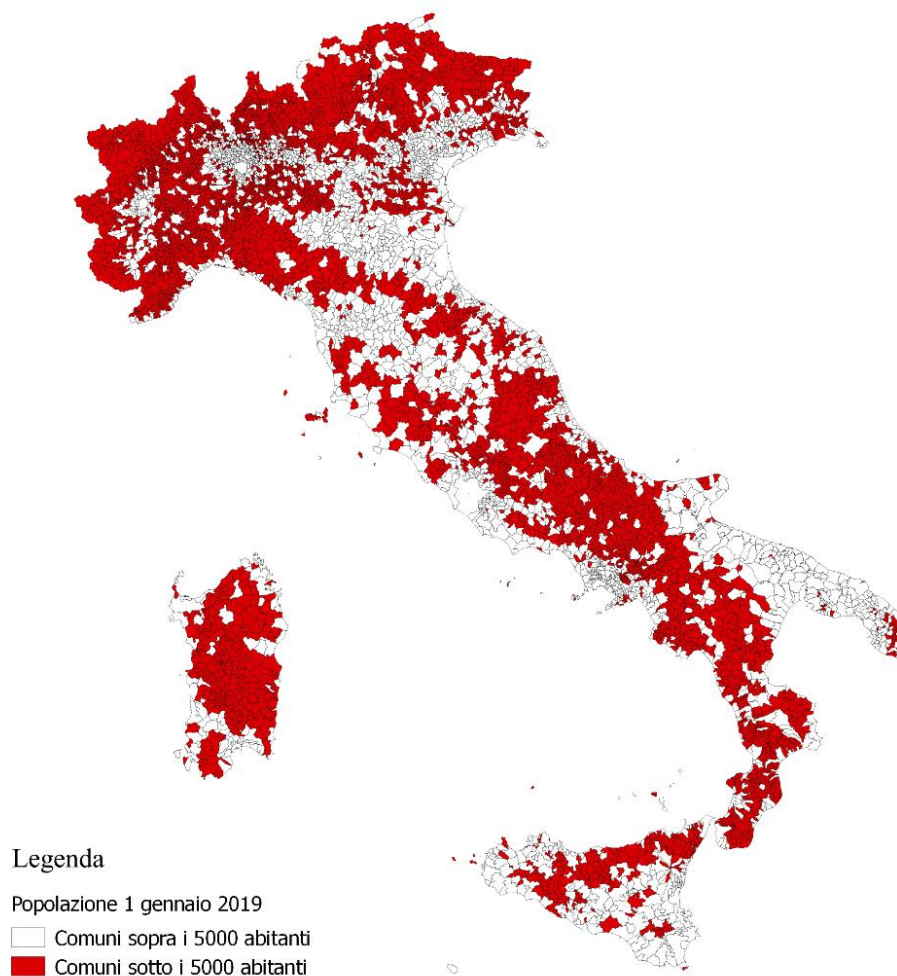 Legenda
Popolazione 1 gennaio 2019
Comuni sopra i 5000 abitanti
Comuni sotto i 5000 abitanti